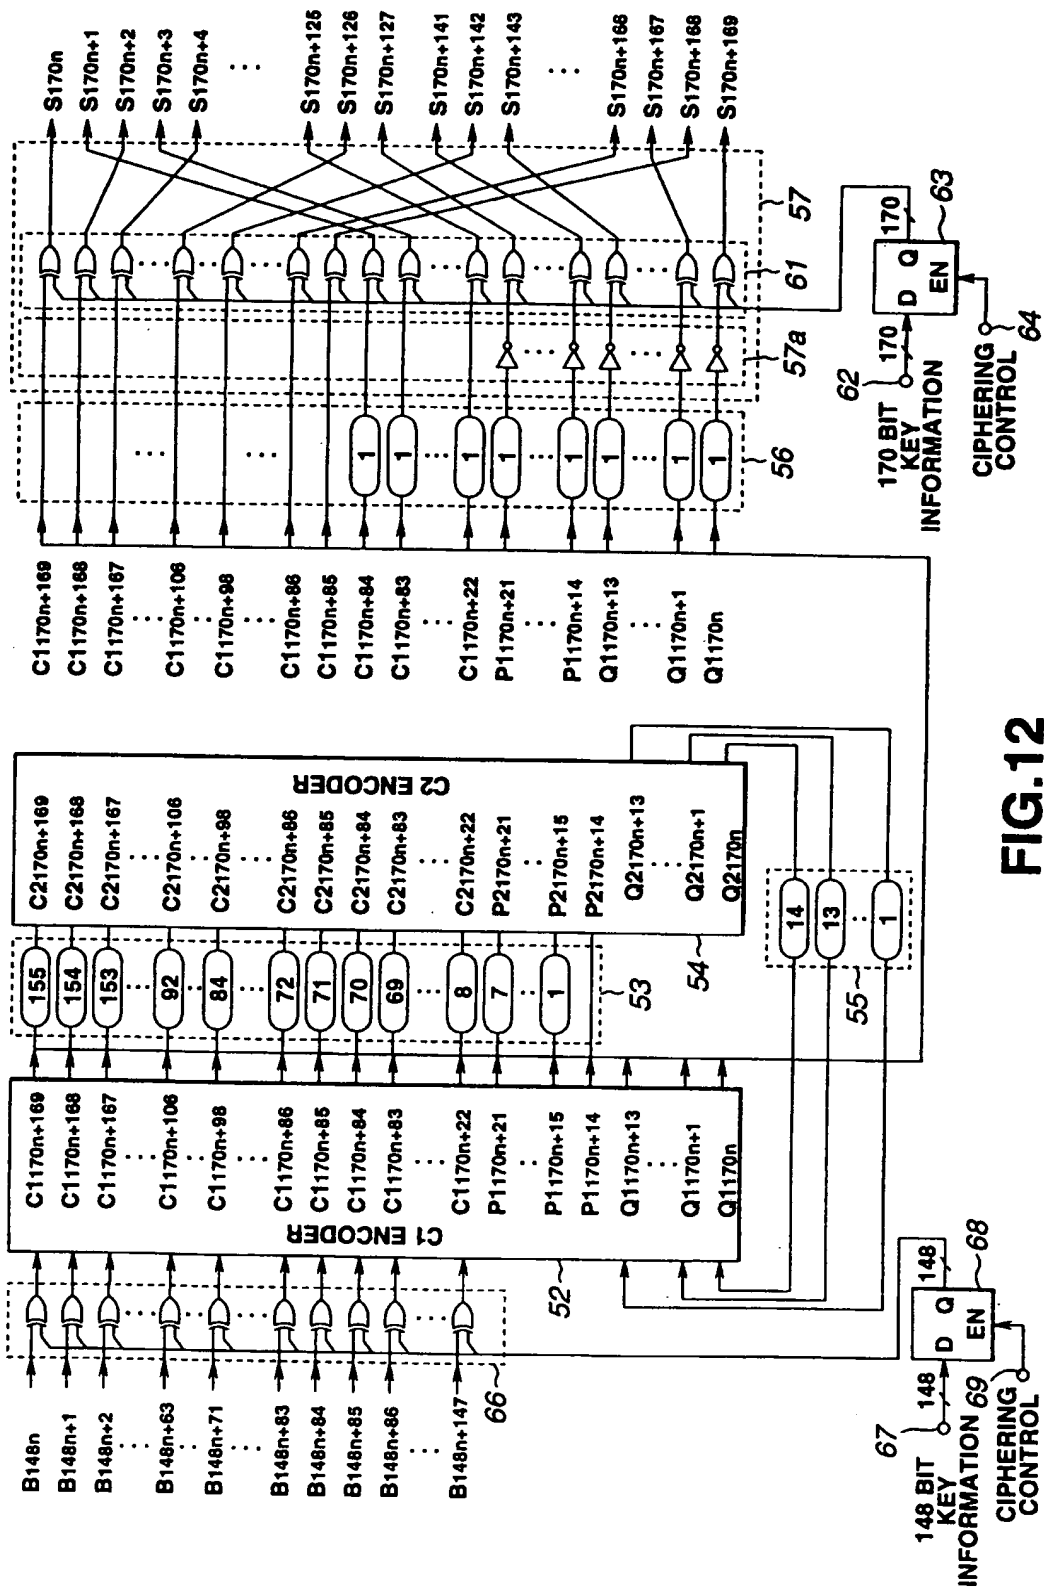 B148n
B148n+1
B148n+2
B148n+63
B148n+71
B148n+83
B148n+84
B148n+85
B148n+86
B148n+147
66
67
148 BIT
KEY
INFORMATION
148
D
Q
EN
148
68
69
CIPHERING
CONTROL
C1 ENCODER
52
C1170n+169
C1170n+168
C1170n+167
C1170n+106
C1170n+98
C1170n+86
C1170n+85
C1170n+84
C1170n+83
C1170n+22
P1170n+21
P1170n+15
P1170n+14
Q1170n+13
Q1170n+1
Q1170n
155
154
153
92
84
72
71
70
69
8
7
1
53
C2 ENCODER
54
C2170n+169
C2170n+168
C2170n+167
C2170n+106
C2170n+98
C2170n+86
C2170n+85
C2170n+84
C2170n+83
C2170n+22
P2170n+21
P2170n+15
P2170n+14
Q2170n+13
Q2170n+1
Q2170n
14
13
1
55
C1170n+169
C1170n+168
C1170n+167
C1170n+106
C1170n+98
C1170n+86
C1170n+85
C1170n+84
C1170n+83
C1170n+22
P1170n+21
P1170n+14
Q1170n+13
Q1170n+1
Q1170n
1
1
1
1
1
1
1
1
56
57a
61
57
S170n
S170n+1
S170n+2
S170n+3
S170n+4
S170n+125
S170n+126
S170n+127
S170n+141
S170n+142
S170n+143
S170n+166
S170n+167
S170n+168
S170n+169
62
170 BIT
KEY
INFORMATION
170
D
Q
EN
170
63
64
CIPHERING
CONTROL
FIG.12